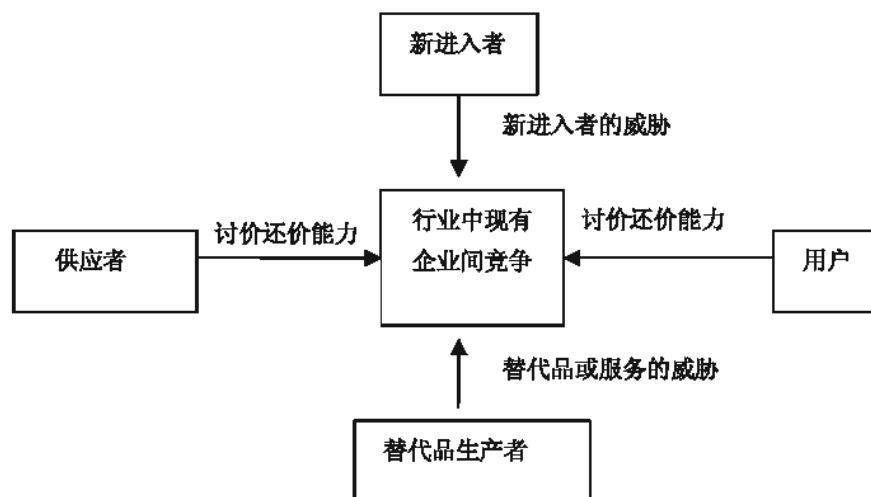 新进入者
新进入者的威胁
供应者
讨价还价能力
行业中现有
企业间竞争
讨价还价能力
用户
替代品或服务的威胁
替代品生产者